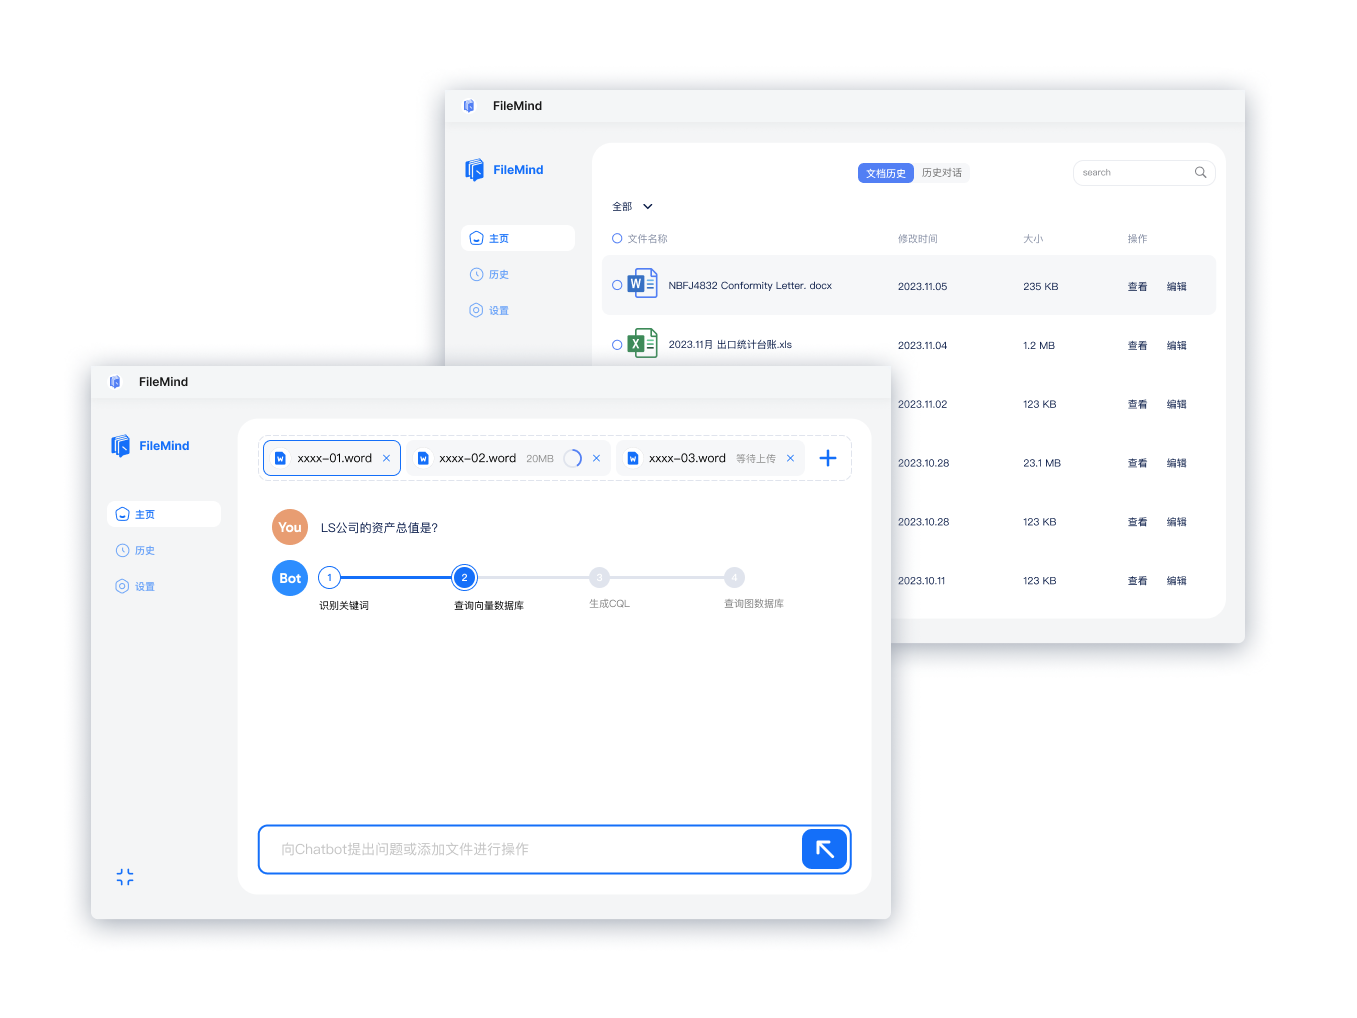 FileMind
FileMind
文档历史 历史对话 search
全部
主页
历史
设置
文件名称 修改时间 大小 操作
NBFJ4832 Conformity Letter. docx 2023.11.05 235 KB 查看 编辑
2023.11月 出口统计台账.xls 2023.11.04 1.2 MB 查看 编辑
2023.11.02 123 KB 查看 编辑
2023.10.28 23.1 MB 查看 编辑
2023.10.28 123 KB 查看 编辑
2023.10.11 123 KB 查看 编辑
FileMind
FileMind
主页
历史
设置
xxxx-01.word × xxxx-02.word 20MB × xxxx-03.word 等待上传 × +
You LS公司的资产总值是?
Bot 1 2 3 4
识别关键词 查询向量数据库 生成CQL 查询图数据库
向Chatbot提出问题或添加文件进行操作